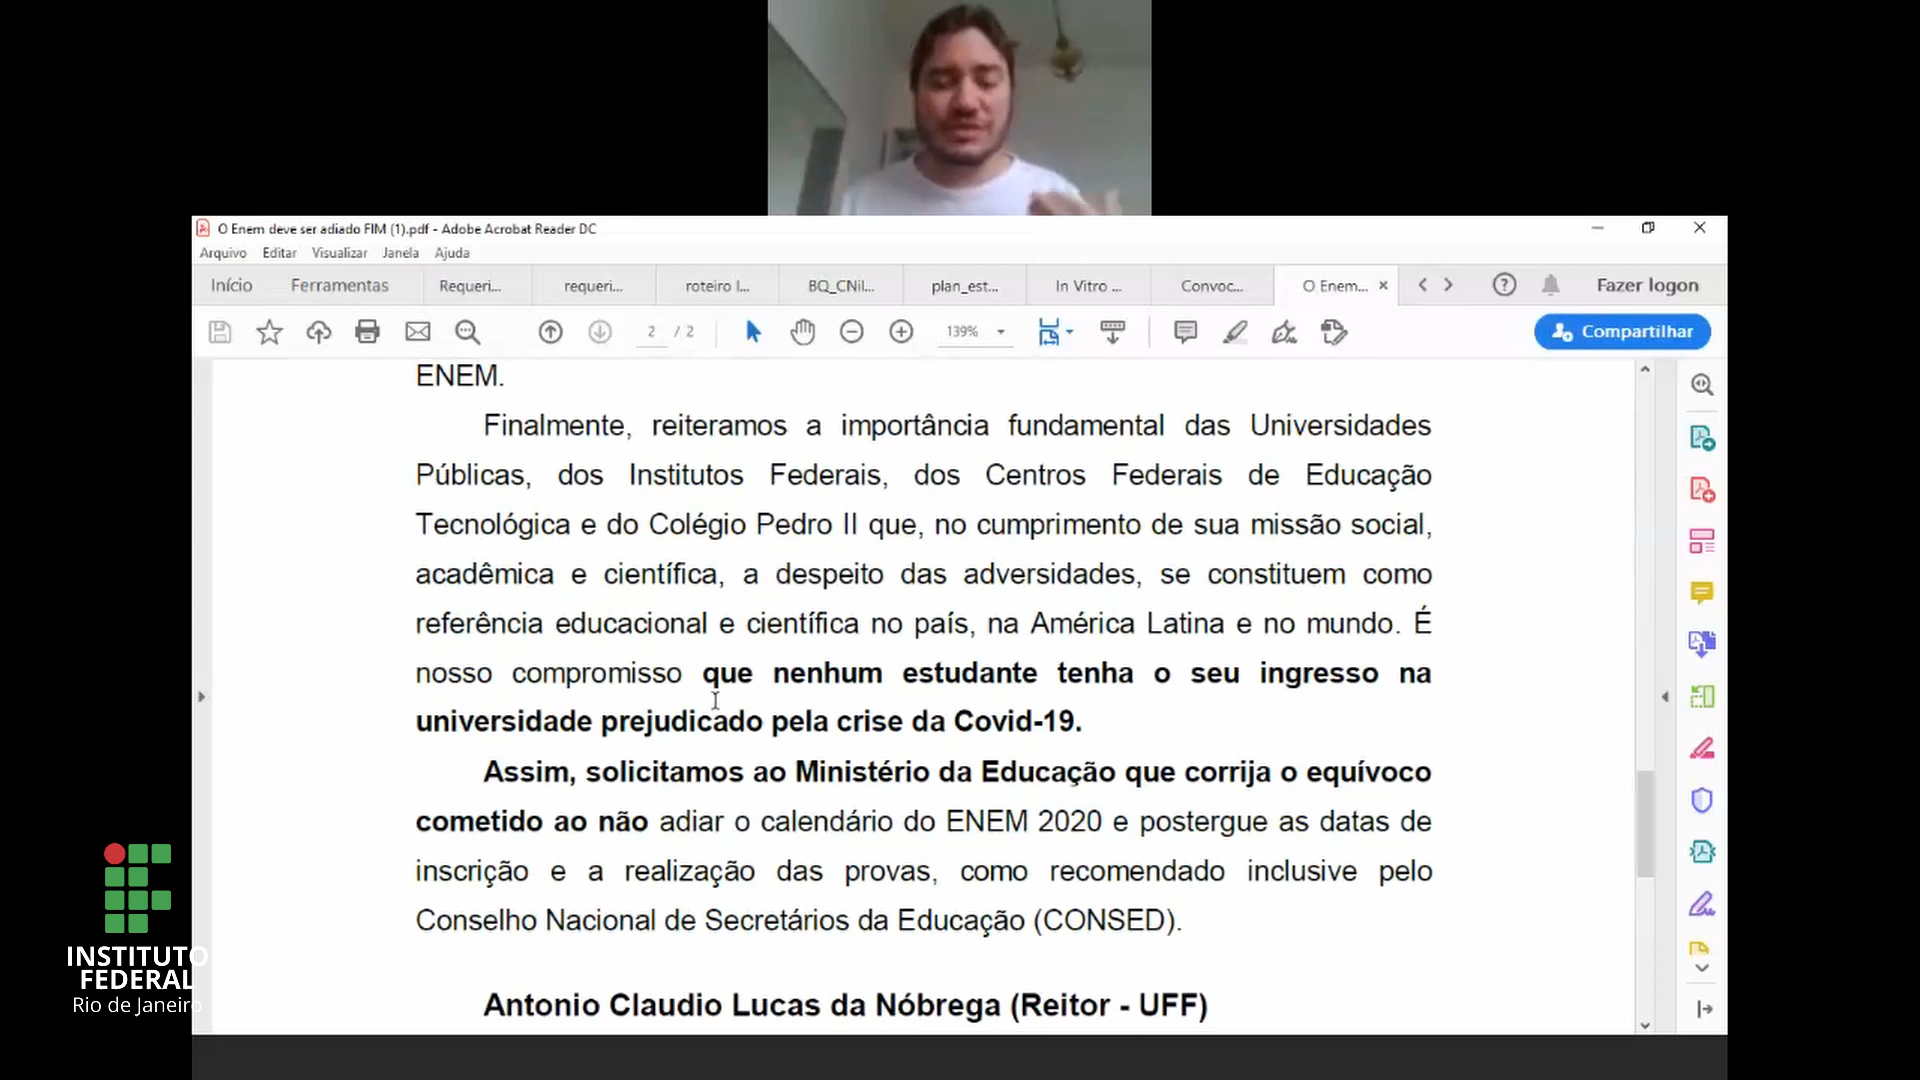 O Enem deve ser adiado FIM (1).pdf - Adobe Acrobat Reader DC
Arquivo Editar Visualizar Janela Ajuda
Início Ferramentas Requeri... requeri... roteiro I... BQ_CNil... plan_est... In Vitro ... Convoc... O Enem... Fazer logon
2 / 2 139% Compartilhar
ENEM.
Finalmente, reiteramos a importância fundamental das Universidades
Públicas, dos Institutos Federais, dos Centros Federais de Educação
Tecnológica e do Colégio Pedro II que, no cumprimento de sua missão social,
acadêmica e científica, a despeito das adversidades, se constituem como
referência educacional e científica no país, na América Latina e no mundo. É
nosso compromisso que nenhum estudante tenha o seu ingresso na
universidade prejudicado pela crise da Covid-19.
Assim, solicitamos ao Ministério da Educação que corrija o equívoco
cometido ao não adiar o calendário do ENEM 2020 e postergue as datas de
inscrição e a realização das provas, como recomendado inclusive pelo
Conselho Nacional de Secretários da Educação (CONSED).
Antonio Claudio Lucas da Nóbrega (Reitor - UFF)
INSTITUTO
FEDERAL
Rio de Janeiro